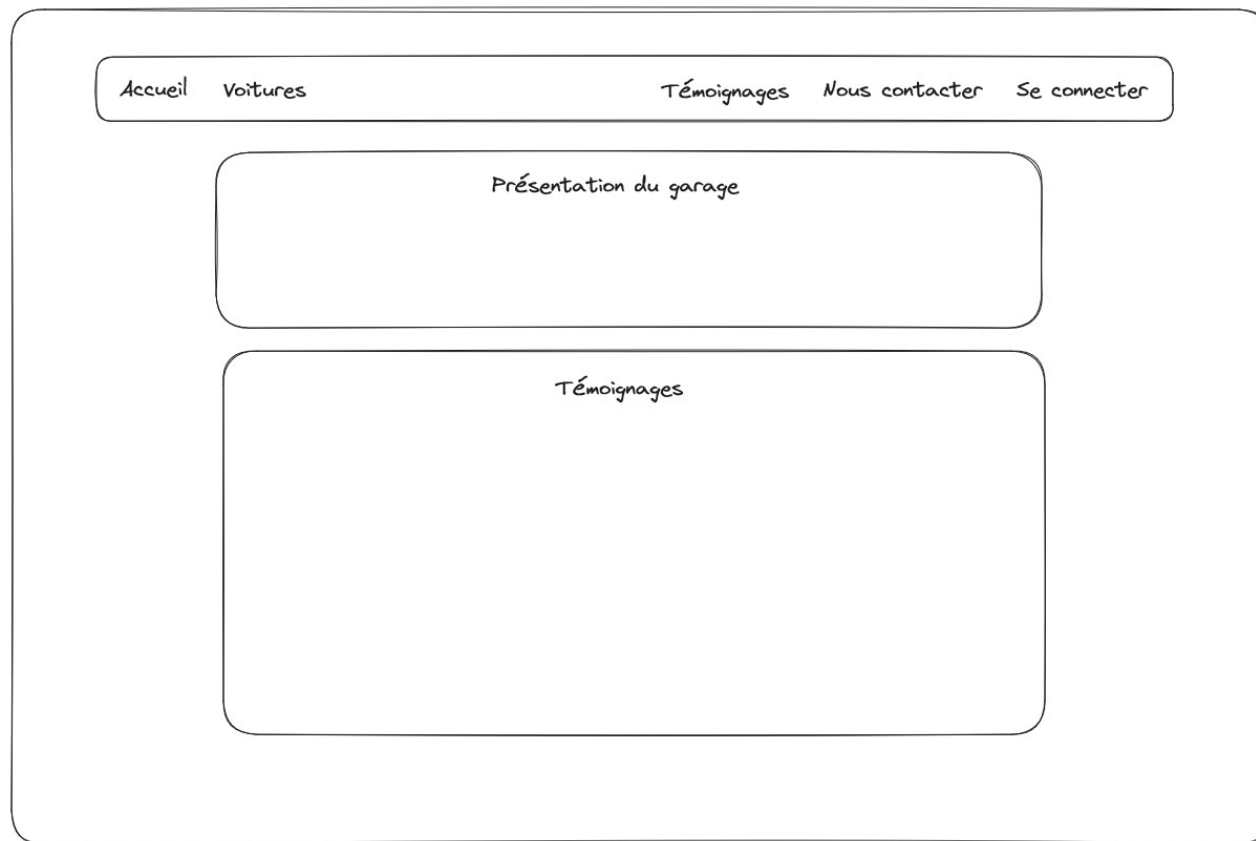 Accueil Voitures Témoignages Nous contacter Se connecter
Présentation du garage
Témoignages